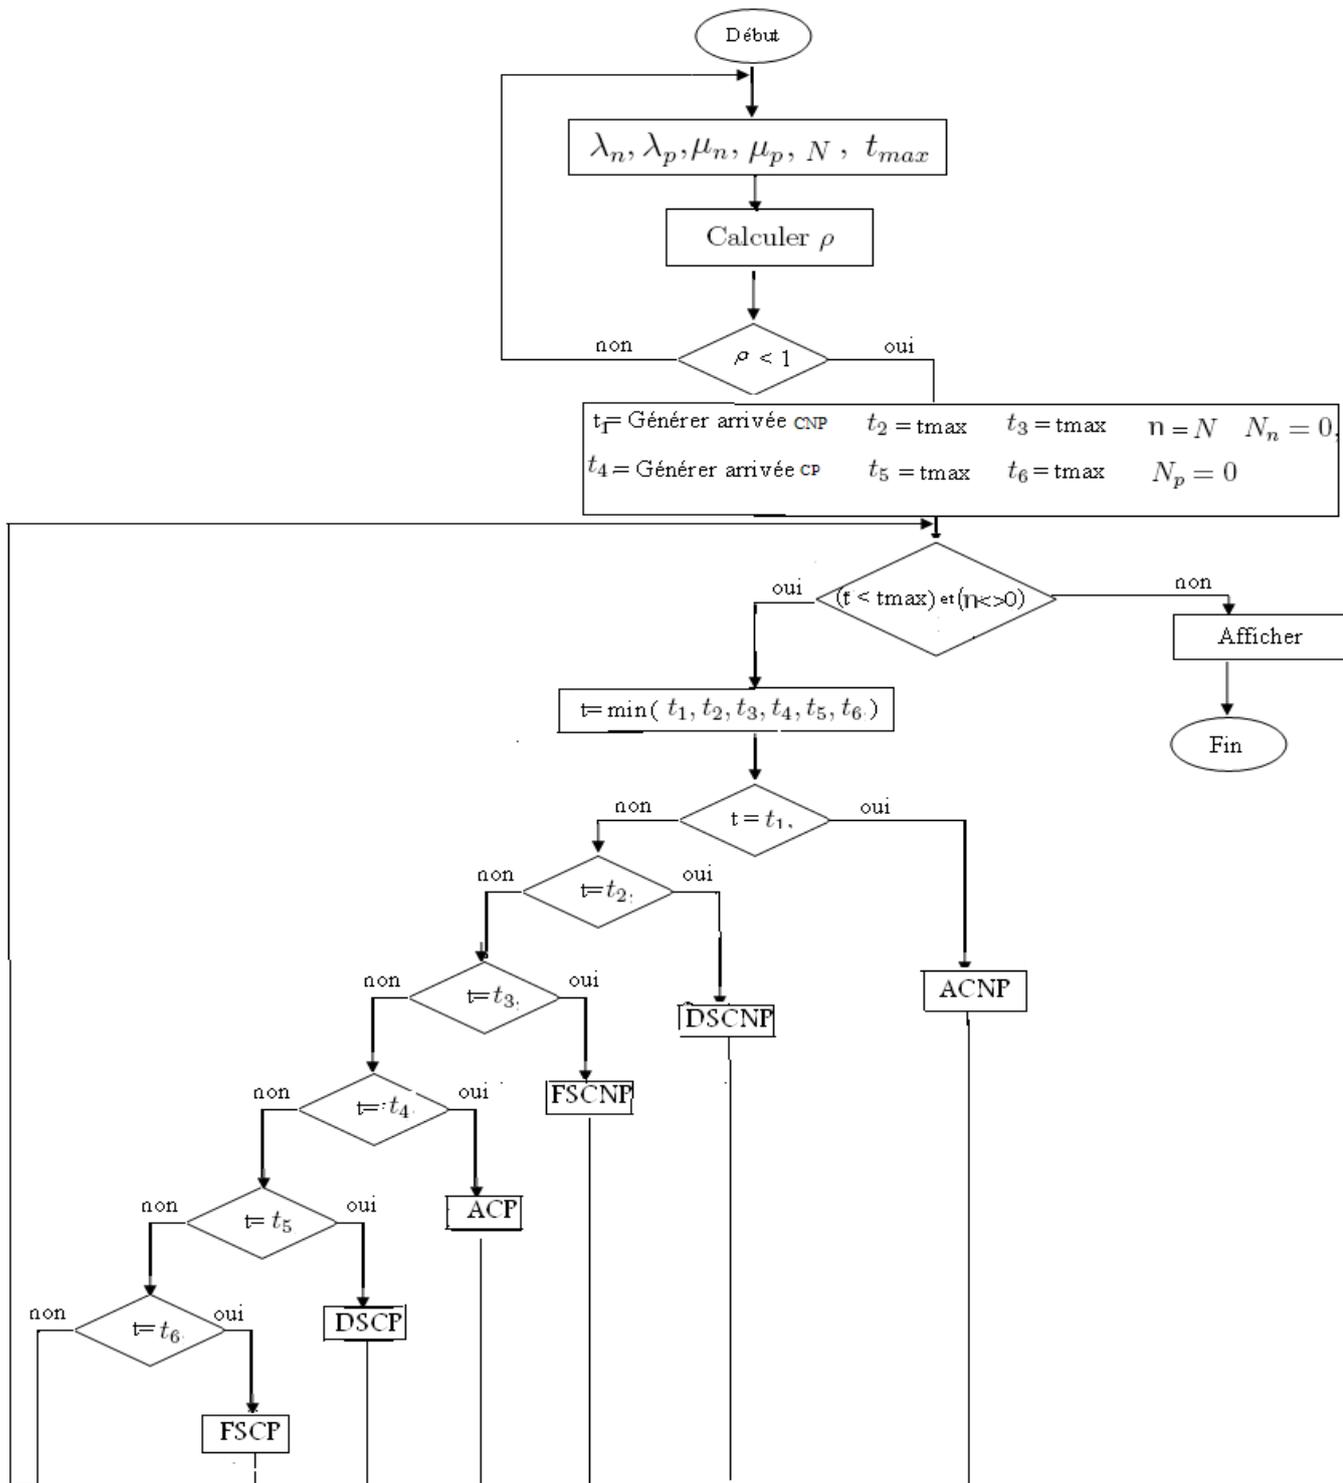 Début
λn, λp, μn, μp, N , tmax
Calculer ρ
non
oui
ρ < 1
t1= Générer arrivée CNP t2 = tmax t3 = tmax n = N Nn = 0,
t4= Générer arrivée CP t5 = tmax t6 = tmax Np = 0
oui
non
(t < tmax) et (n<>0)
Afficher
t=min( t1, t2, t3, t4, t5, t6 )
Fin
non
oui
t = t1,
non
oui
t=t2;
non
oui
t=t3;
ACNP
DSCNP
non
oui
t=t4
FSCNP
non
oui
t= t5
ACP
non
oui
t=t6
DSCP
FSCP